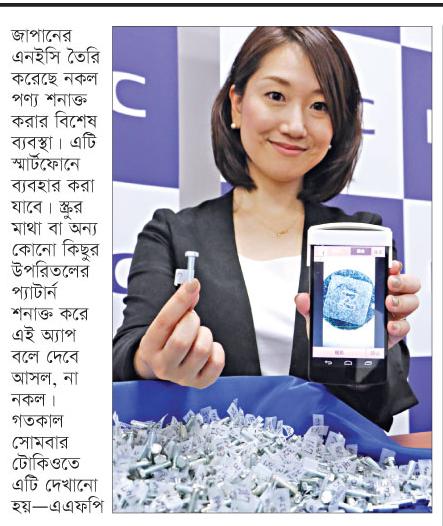 জাপানের
এনইসি তৈরি
করেছে নকল
পণ্য শনাক্ত
করার বিশেষ
ব্যবস্থা। এটি
স্মার্টফোনে
ব্যবহার করা
যাবে। স্ক্রুর
মাথা বা অন্য
কোনো কিছুর
উপরিতলের
প্যাটার্ন
শনাক্ত করে
এই অ্যাপ
বলে দেবে
আসল, না
নকল।
গতকাল
সোমবার
টোকিওতে
এটি দেখানো
হয়—এএফপি
C
C